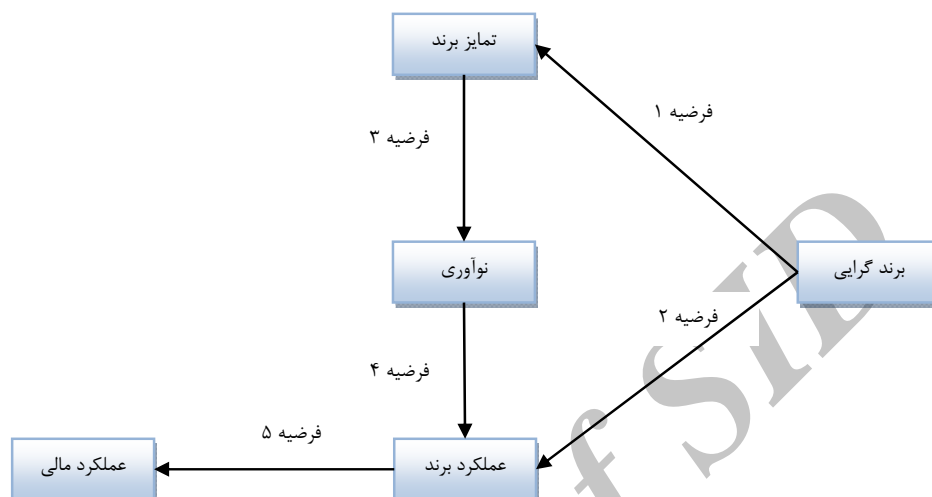 تمایز برند
فرضیه ۱
فرضیه ۳
برند گرایی
نوآوری
فرضیه ۲
فرضیه ۴
فرضیه ۵
عملکرد برند
عملکرد مالی
f SID